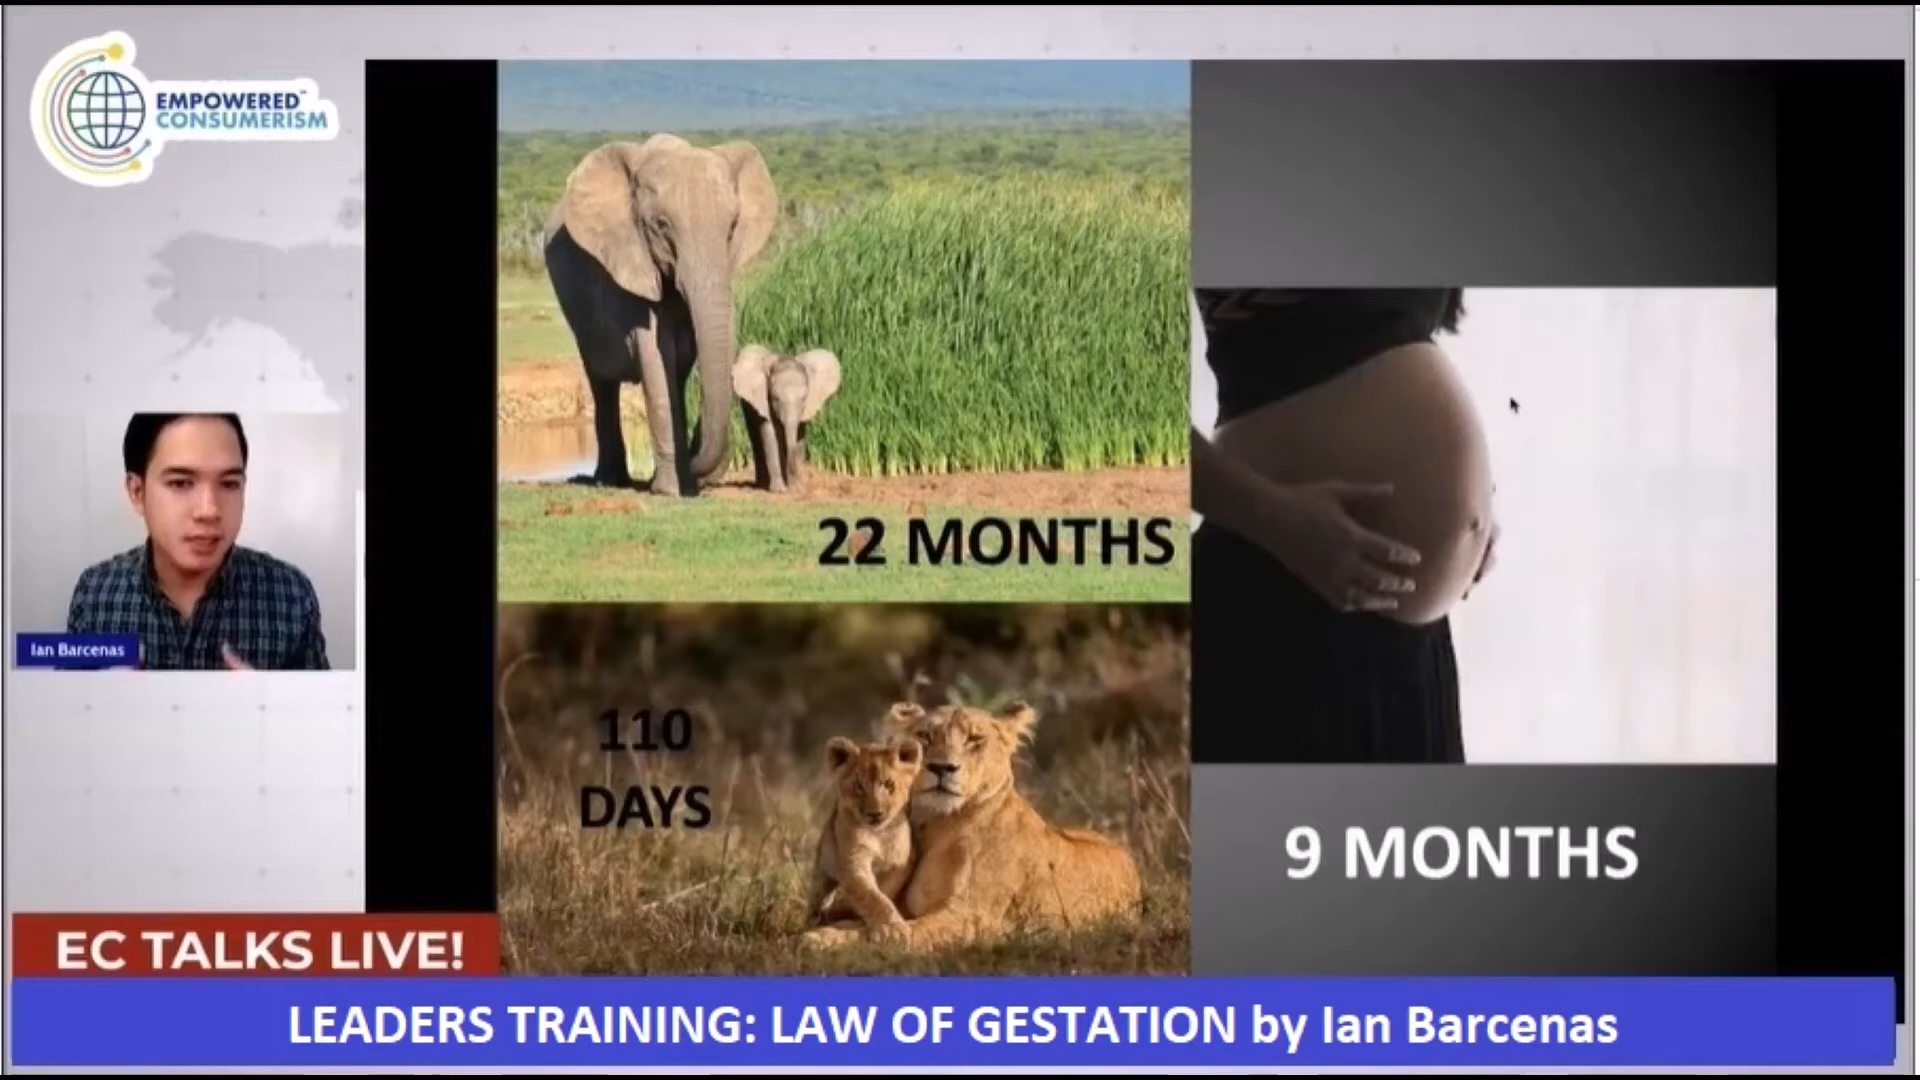 EMPOWERED™
CONSUMERISM
22 MONTHS
110
DAYS
9 MONTHS
Ian Barcenas
EC TALKS LIVE!
LEADERS TRAINING: LAW OF GESTATION by Ian Barcenas